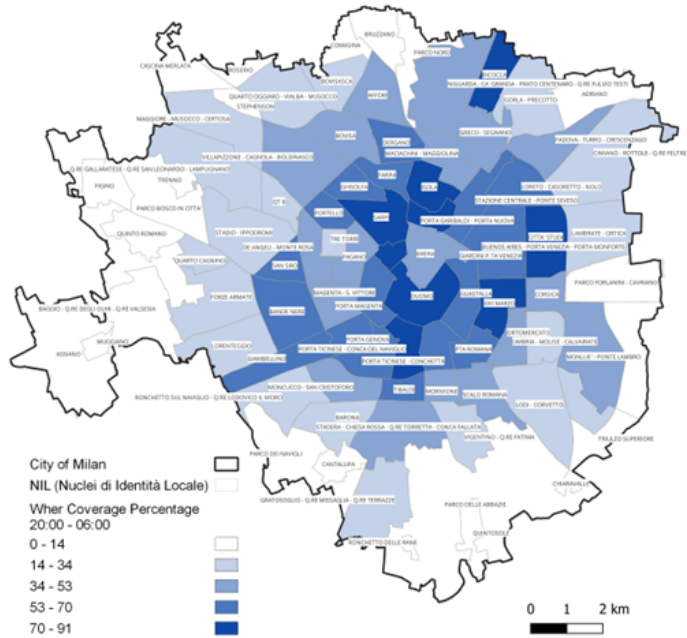 BRUZZANO
COMASINA
PARCO NORD
CASCINA MERLATA
BICOCCA
BOVISASCA
NIGUARDA - CA' GRANDA - PRATO CENTENARO - Q.RE FULVIO TESTI
AFFORI
ADRIANO
QUARTO OGGIARO - VIALBA - MUSOCCO
GORLA - PRECOTTO
STEPHENSON
MAGGIORE - MUSOCCO - CERTOSA
GRECO - SEGNANO
BOVISA
PADOVA - TURRO - CRESCENZAGO
DERGANO
MACIACHINI - MAGGIOLINA
CIMIANO - ROTTOLE - Q.RE FELTRE
VILLAPIZZONE - CAGNOLA - BOLDINASCO
Q.RE GALLARATESE - Q.RE SAN LEONARDO - LAMPUGNANO
FARINI
TRENNO
FIGINO
GHISOLFA
ISOLA
LORETO - CASORETTO - NOLO
STAZIONE CENTRALE - PONTE SEVESO
QT 8
PARCO BOSCO IN CITTA'
PORTELLO
SARPI
PORTA GARIBALDI - PORTA NUOVA
QUINTO ROMANO
STADIO - IPPODROMI
TRE TORRI
CITTA' STUDI
LAMBRATE - ORTICA
DE ANGELI - MONTE ROSA
BUENOS AIRES - PORTA VENEZIA - PORTA MONFORTE
PAGANO
BRERA
GIARDINI P.TA VENEZIA
QUARTO CAGNINO
SAN SIRO
PARCO FORLANINI - CAVRIANO
FORZE ARMATE
MAGENTA - S. VITTORE
DUOMO
GUASTALLA
CORSICA
PORTA MAGENTA
XXII MARZO
BAGGIO - Q.RE DEGLI OLMI - Q.RE VALSESIA
BANDE NERE
ORTOMERCATO
MUGGIANO
PORTA GENOVA
UMBRIA - MOLISE - CALVAIRATE
LORENTEGGIO
PORTA TICINESE - CONCA DEL NAVIGLIO
P.TA ROMANA
ASSIANO
GIAMBELLINO
PORTA TICINESE - CONCHETTA
MONLUE' - PONTE LAMBRO
MONCUCCO - SAN CRISTOFORO
TIBALDI
MORIVIONE
SCALO ROMANA
RONCHETTO SUL NAVIGLIO - Q.RE LODOVICO IL MORO
LODI - CORVETTO
BARONA
STADERA - CHIESA ROSSA - Q.RE TORRETTA - CONCA FALLATA
VIGENTINO - Q.RE FATIMA
TRIULZO SUPERIORE
PARCO DEI NAVIGLI
CANTALUPA
CHIARAVALLE
GRATOSOGLIO - Q.RE MISSAGLIA - Q.RE TERRAZZE
PARCO DELLE ABBAZIE
QUINTOSOLE
RONCHETTO DELLE RANE
City of Milan
NIL (Nuclei di Identità Locale)
Wher Coverage Percentage
20:00 - 06:00
0 - 14
14 - 34
34 - 53
53 - 70
70 - 91
0 1 2 km